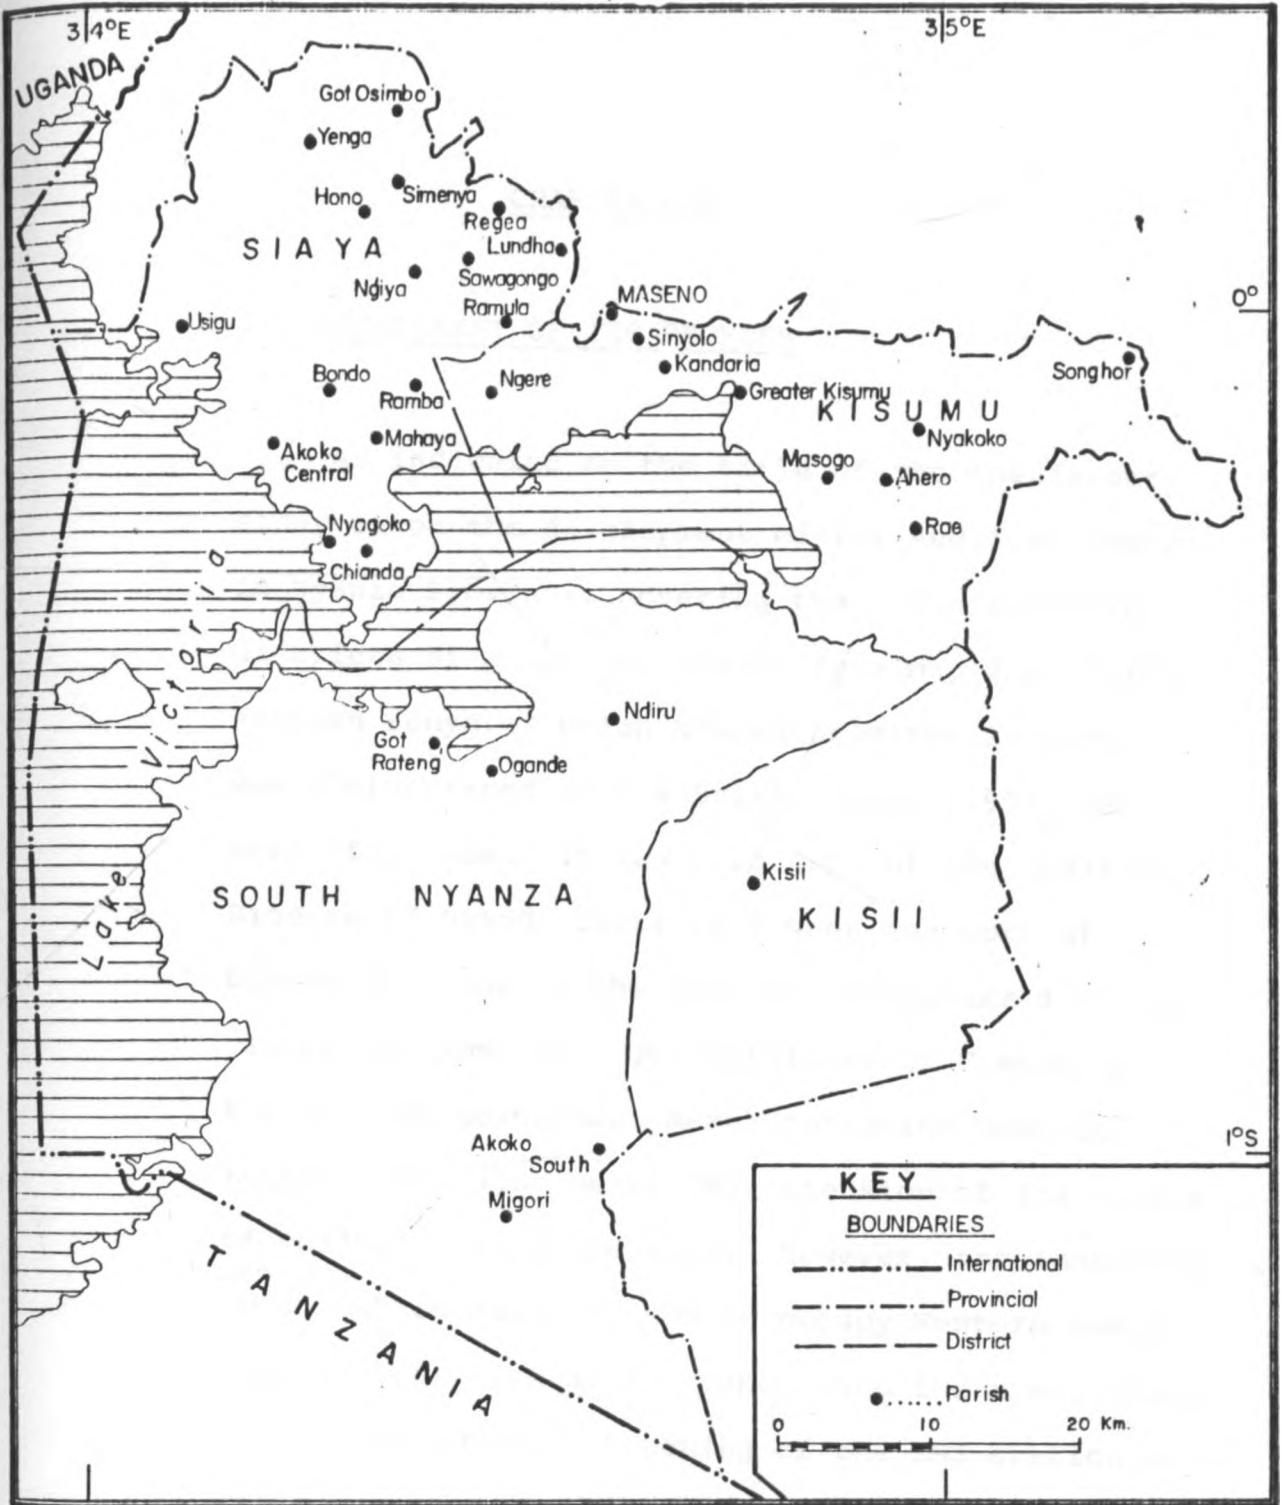 34°E
35°E
UGANDA
Got Osimbo
Yenga
Simenya
Hono
Regea
Lundha
SIAYA
Sawagongo
Ngiya
Ramula
MASENO
0°
Usigu
Sinyolo
Kandaria
Songhor
Bondo
Ramba
Ngere
Greater Kisumu
KISUMU
Nyakoko
Mahaya
Akoko
Central
Masogo
Ahero
Nyagoko
Rae
Chianda
Lake Victoria
Ndiru
Got
Rateng'
Ogande
Kisii
SOUTH NYANZA
KISII
Akoko
South
1°S
Migori
TANZANIA
KEY
BOUNDARIES
International
Provincial
District
Parish
0 10 20 Km.